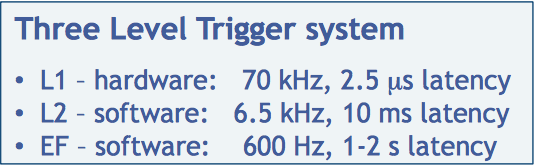 Three Level Trigger system
• L1 – hardware: 70 kHz, 2.5 μs latency
• L2 – software: 6.5 kHz, 10 ms latency
• EF – software: 600 Hz, 1-2 s latency